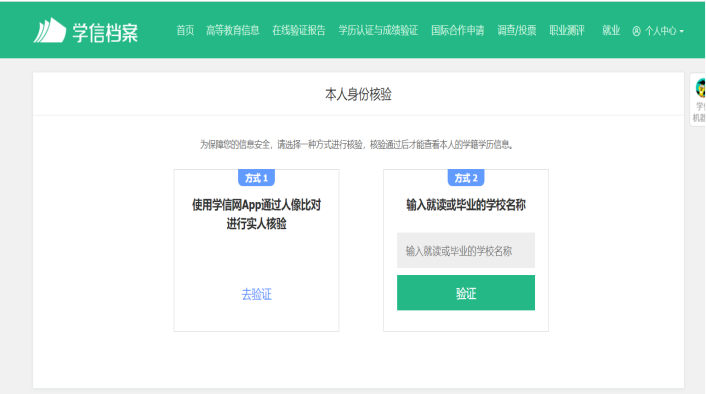 学信档案
首页 高等教育信息 在线验证报告 学历认证与成绩验证 国际合作申请 调查/投票 职业测评 就业 个人中心
本人身份核验
为保障您的信息安全，请选择一种方式进行核验，核验通过后才能查看本人的学籍学历信息。
方式 1
使用学信网App通过人像比对
进行实人核验
去验证
方式 2
输入就读或毕业的学校名称
输入就读或毕业的学校名称
验证